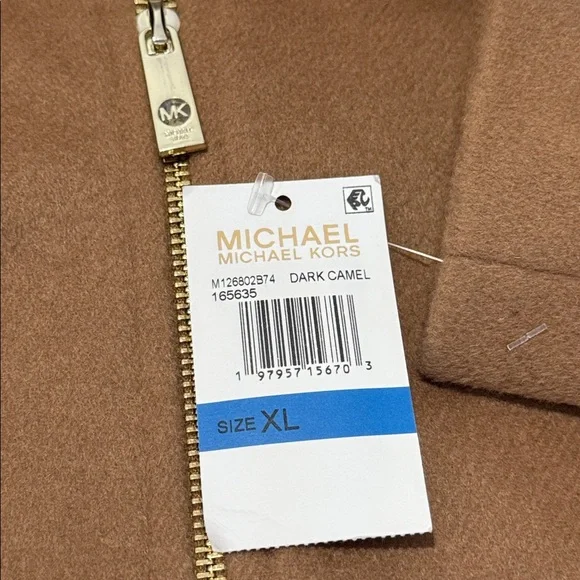 MK
MICHAEL
MICHAEL KORS
M126802B74 DARK CAMEL
165635
1 97957 15670 3
SIZE XL